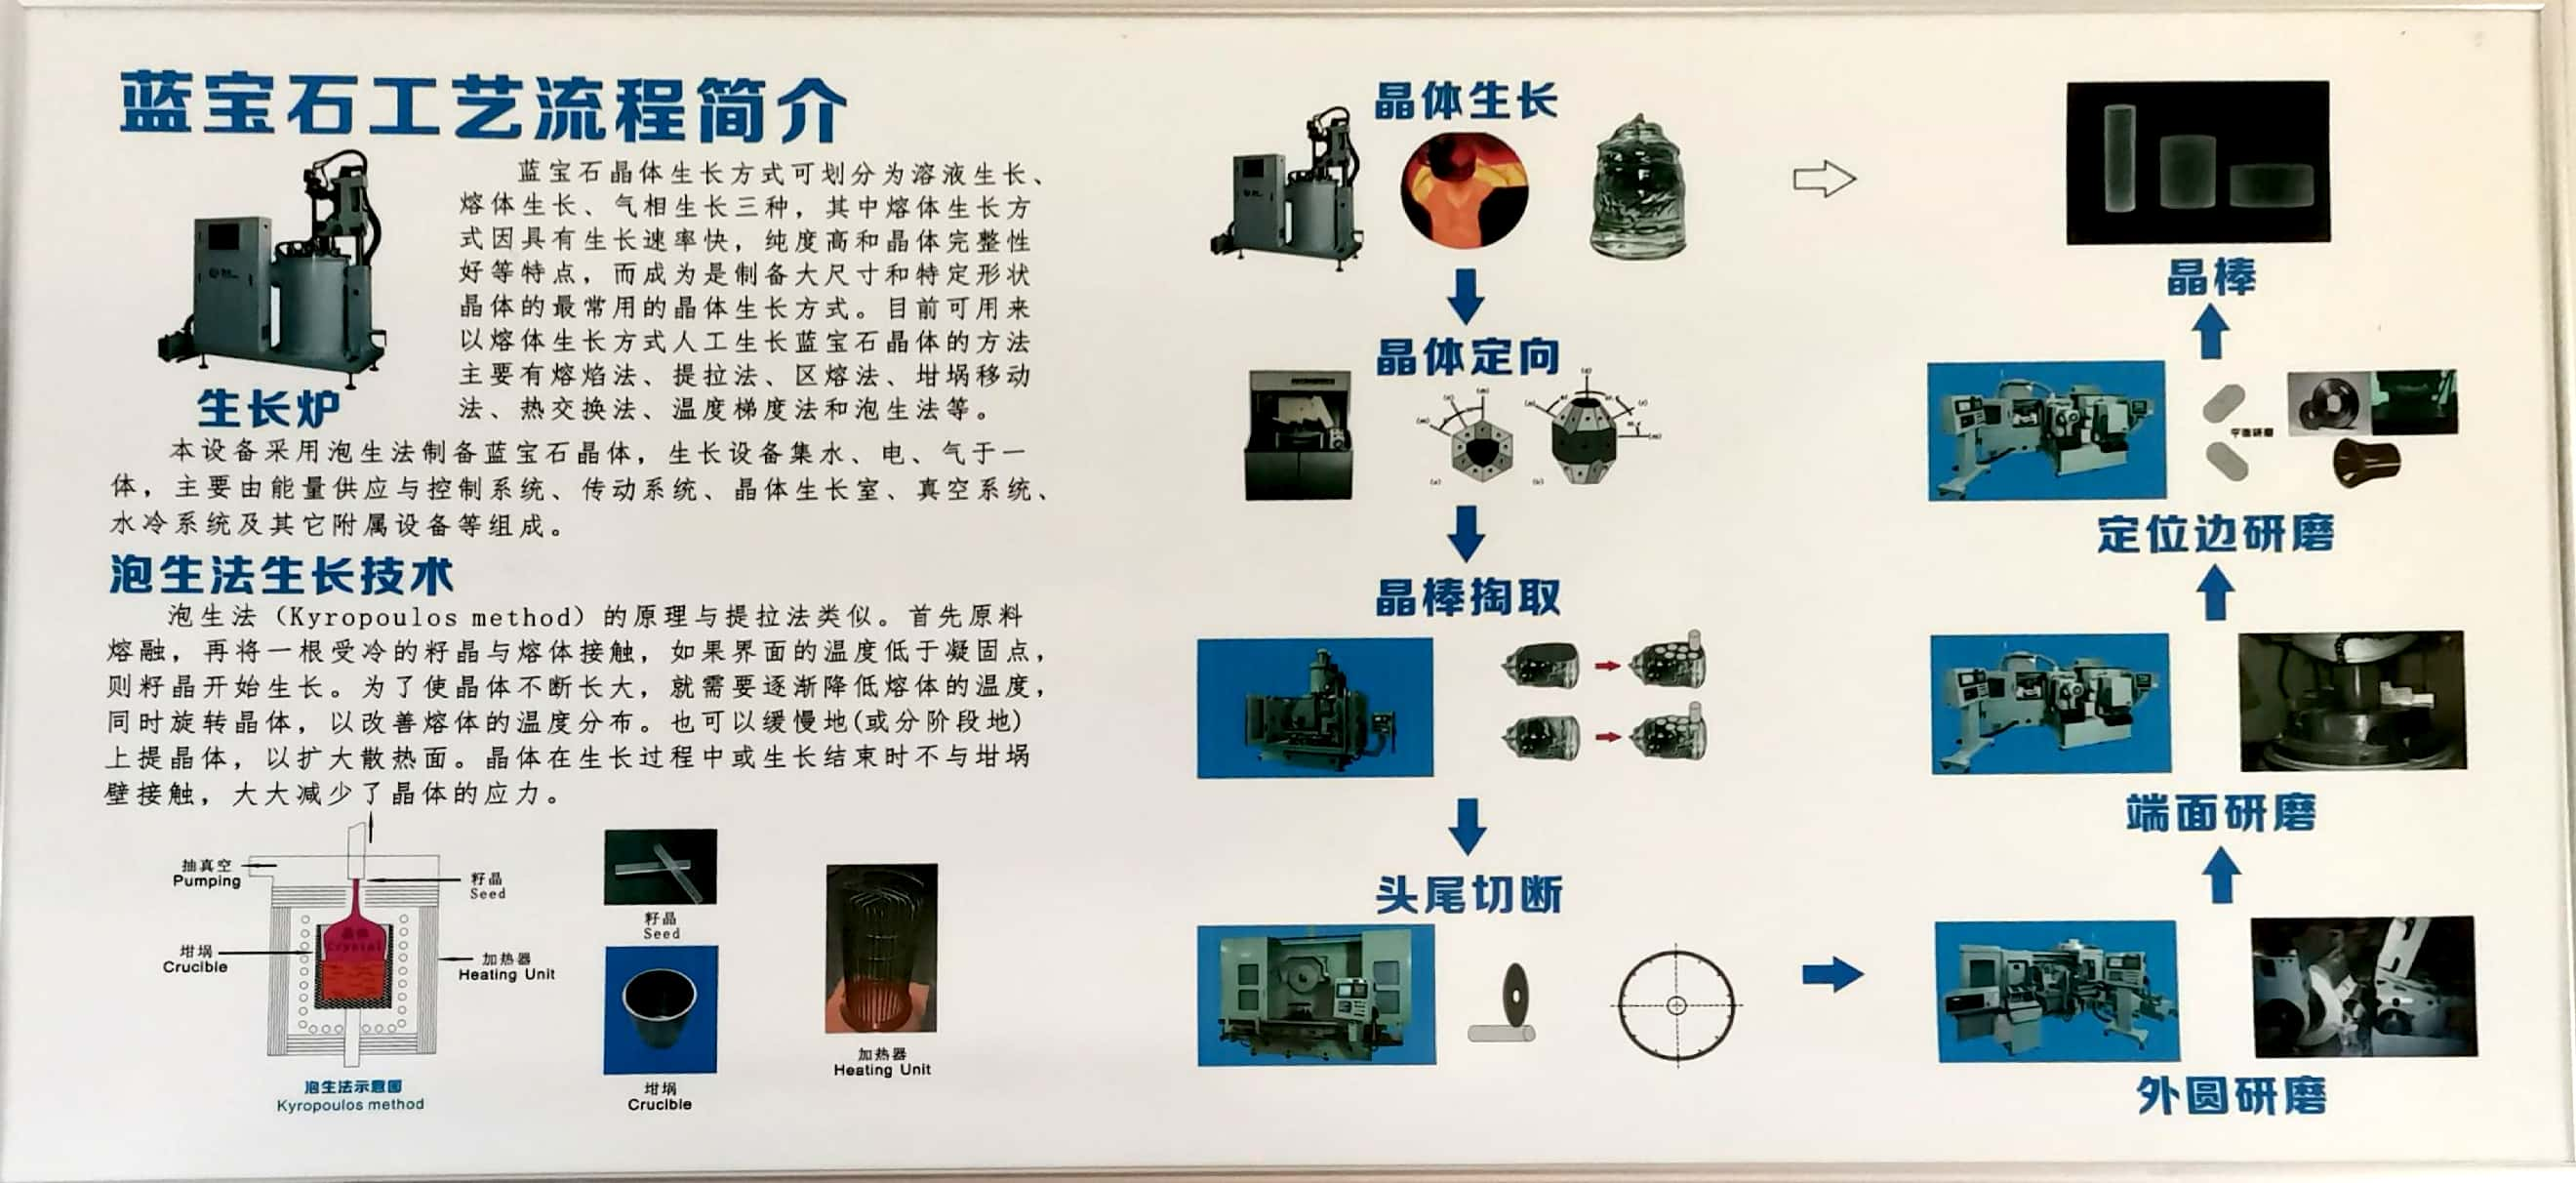 蓝宝石工艺流程简介
蓝宝石晶体生长方式可划分为溶液生长、
熔体生长、气相生长三种，其中熔体生长方
式因具有生长速率快，纯度高和晶体完整性
好等特点，而成为是制备大尺寸和特定形状
晶体的最常用的晶体生长方式。目前可用来
以熔体生长方式人工生长蓝宝石晶体的方法
主要有熔焰法、提拉法、区熔法、坩埚移动
法、热交换法、温度梯度法和泡生法等。
生长炉
本设备采用泡生法制备蓝宝石晶体，生长设备集水、电、气于一
体，主要由能量供应与控制系统、传动系统、晶体生长室、真空系统、
水冷系统及其它附属设备等组成。
泡生法生长技术
泡生法（Kyropoulos method）的原理与提拉法类似。首先原料
熔融，再将一根受冷的籽晶与熔体接触，如果界面的温度低于凝固点，
则籽晶开始生长。为了使晶体不断长大，就需要逐渐降低熔体的温度，
同时旋转晶体，以改善熔体的温度分布。也可以缓慢地(或分阶段地)
上提晶体，以扩大散热面。晶体在生长过程中或生长结束时不与坩埚
壁接触，大大减少了晶体的应力。
抽真空
Pumping
籽晶
Seed
晶体
Crystal
坩埚
Crucible
加热器
Heating Unit
泡生法示意图
Kyropoulos method
籽晶
Seed
坩埚
Crucible
加热器
Heating Unit
晶体生长
晶体定向
晶棒掏取
头尾切断
外圆研磨
端面研磨
定位边研磨
平面研磨
晶棒